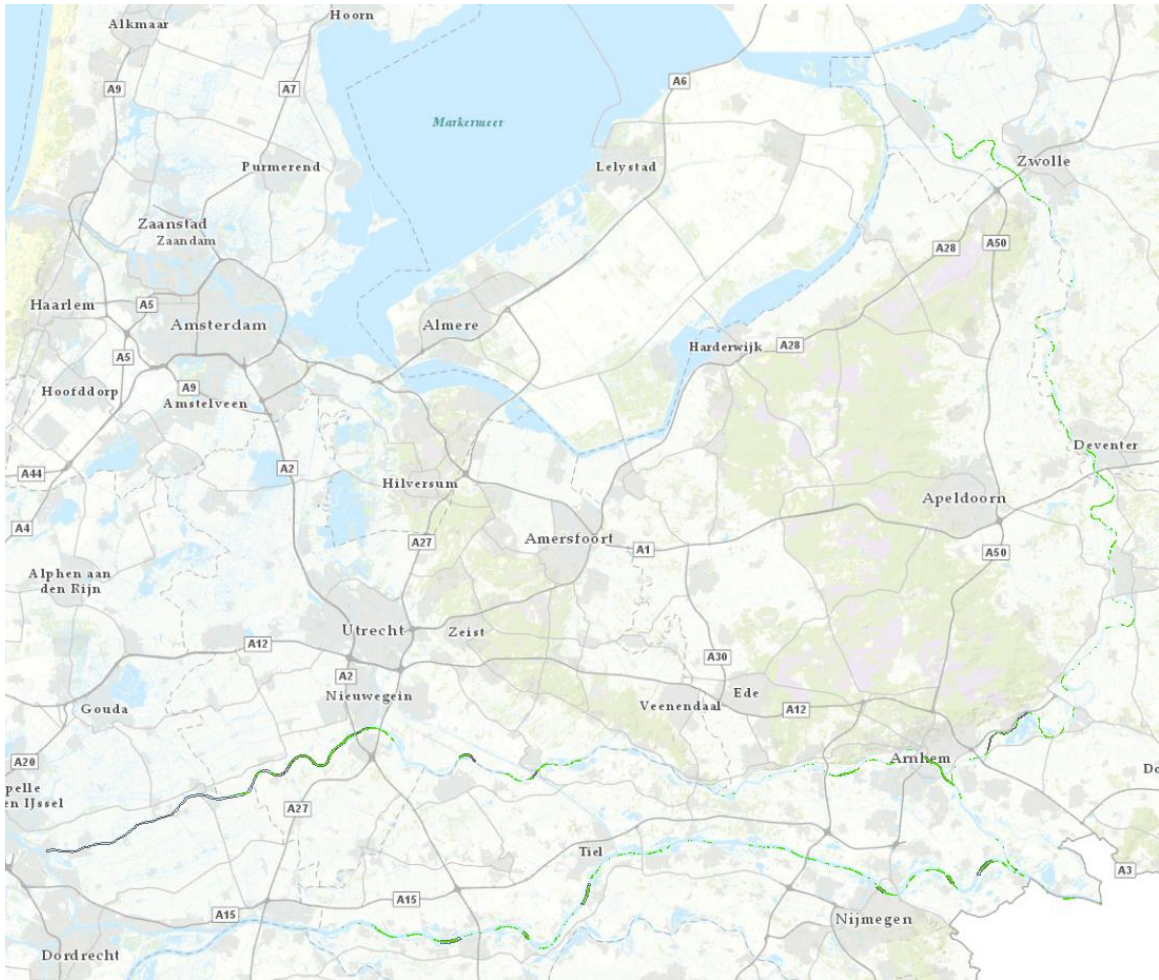 Hoorn
Alkmaar
A9
A7
A6
Markermeer
Purmerend
Lelystad
Zwolle
Zaanstad
Zaandam
A28
A50
Haarlem
A5
Amsterdam
Almere
Harderwijk
A28
A5
Hoofddorp
A9
Amstelveen
Deventer
A44
A2
Hilversum
Apeldoorn
A4
A27
Amersfoort
A1
A50
Alphen aan
den Rijn
Utrecht
Zeist
A12
A30
A2
Nieuwegein
Ede
Veenendaal
A12
Gouda
A20
Arnhem
Do
pelle
en IJssel
A27
Tiel
A3
A15
A15
Nijmegen
Dordrecht